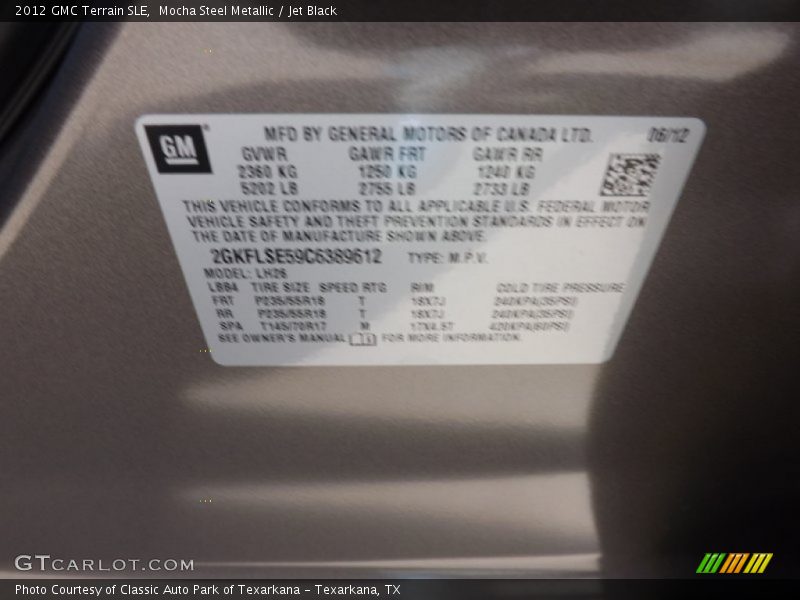 2012 GMC Terrain SLE, Mocha Steel Metallic / Jet Black
GM
MFD BY GENERAL MOTORS OF CANADA LTD. 06/12
GVWR GAWR FRT GAWR RR
2360 KG 1250 KG 1240 KG
5202 LB 2755 LB 2733 LB
THIS VEHICLE CONFORMS TO ALL APPLICABLE U.S. FEDERAL MOTOR
VEHICLE SAFETY AND THEFT PREVENTION STANDARDS IN EFFECT ON
THE DATE OF MANUFACTURE SHOWN ABOVE.
2GKFLSE59C6389612 TYPE: M.P.V.
MODEL: LH26
LBB4 TIRE SIZE SPEED RTG RIM COLD TIRE PRESSURE
FRT P235/55R18 T 18X7J 240KPA(35PSI)
RR P235/55R18 T 18X7J 240KPA(35PSI)
SPA T145/70R17 M 17X4.5T 420KPA(60PSI)
SEE OWNER'S MANUAL FOR MORE INFORMATION.
GTCARLOT.COM
Photo Courtesy of Classic Auto Park of Texarkana - Texarkana, TX